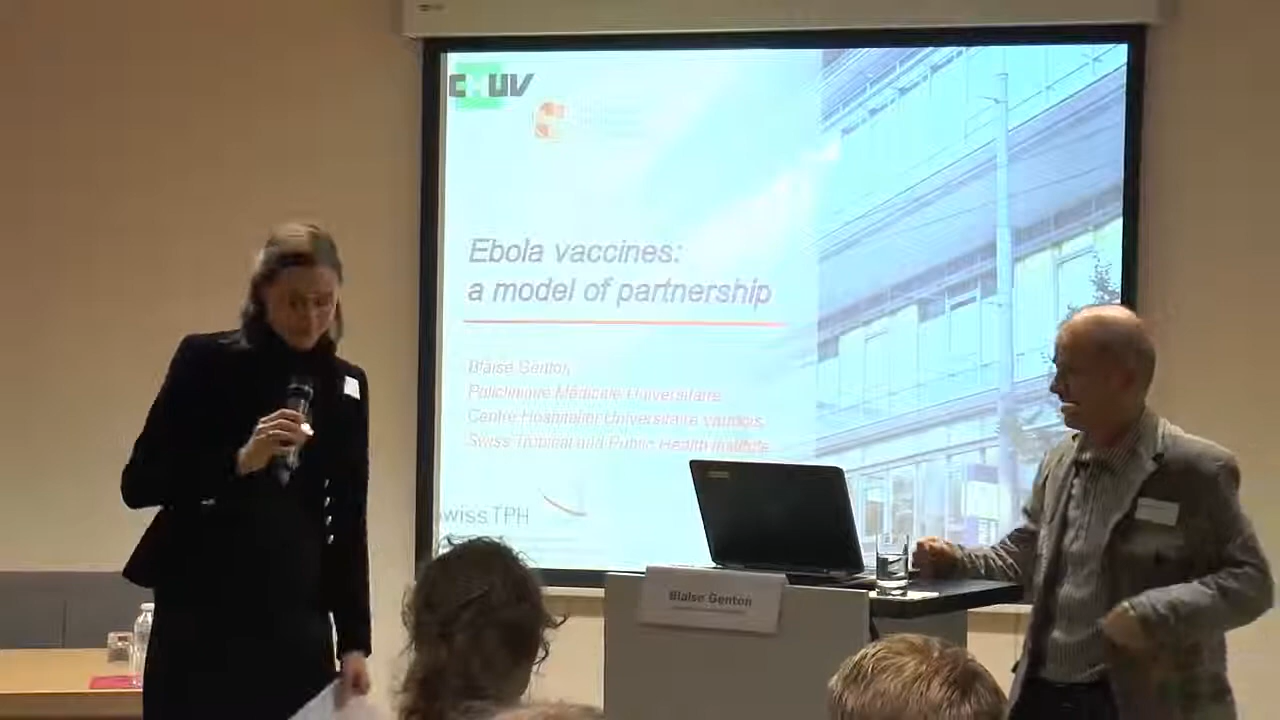 CHUV
Ebola vaccines:
a model of partnership
Blaise Genton
Policlinique Médicale Universitaire
Centre Hospitalier Universitaire vaudois
Swiss Tropical and Public Health Institute
Swiss TPH
Blaise Genton